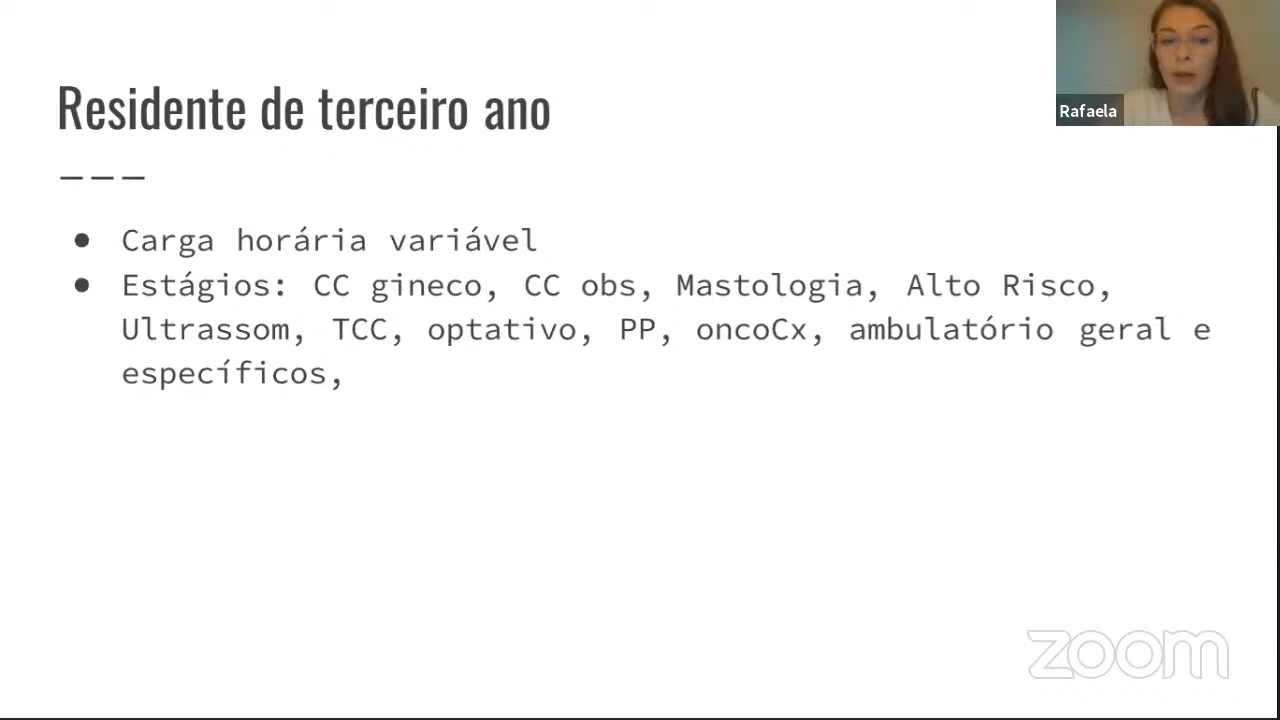 Rafaela
Residente de terceiro ano
● Carga horária variável
● Estágios: CC gineco, CC obs, Mastologia, Alto Risco,
Ultrassom, TCC, optativo, PP, oncoCx, ambulatório geral e
específicos,
zoom